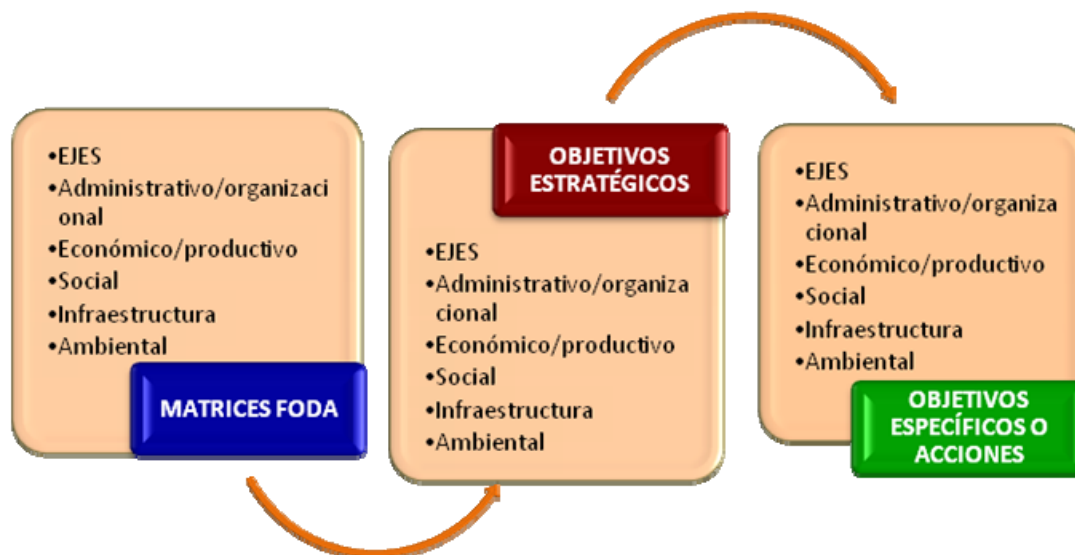 •EJES
•Administrativo/organizaci
onal
•Económico/productivo
•Social
•Infraestructura
•Ambiental
MATRICES FODA
OBJETIVOS
ESTRATÉGICOS
•EJES
•Administrativo/organiza
cional
•Económico/productivo
•Social
•Infraestructura
•Ambiental
•EJES
•Administrativo/organiza
cional
•Económico/productivo
•Social
•Infraestructura
•Ambiental
OBJETIVOS
ESPECÍFICOS O
ACCIONES